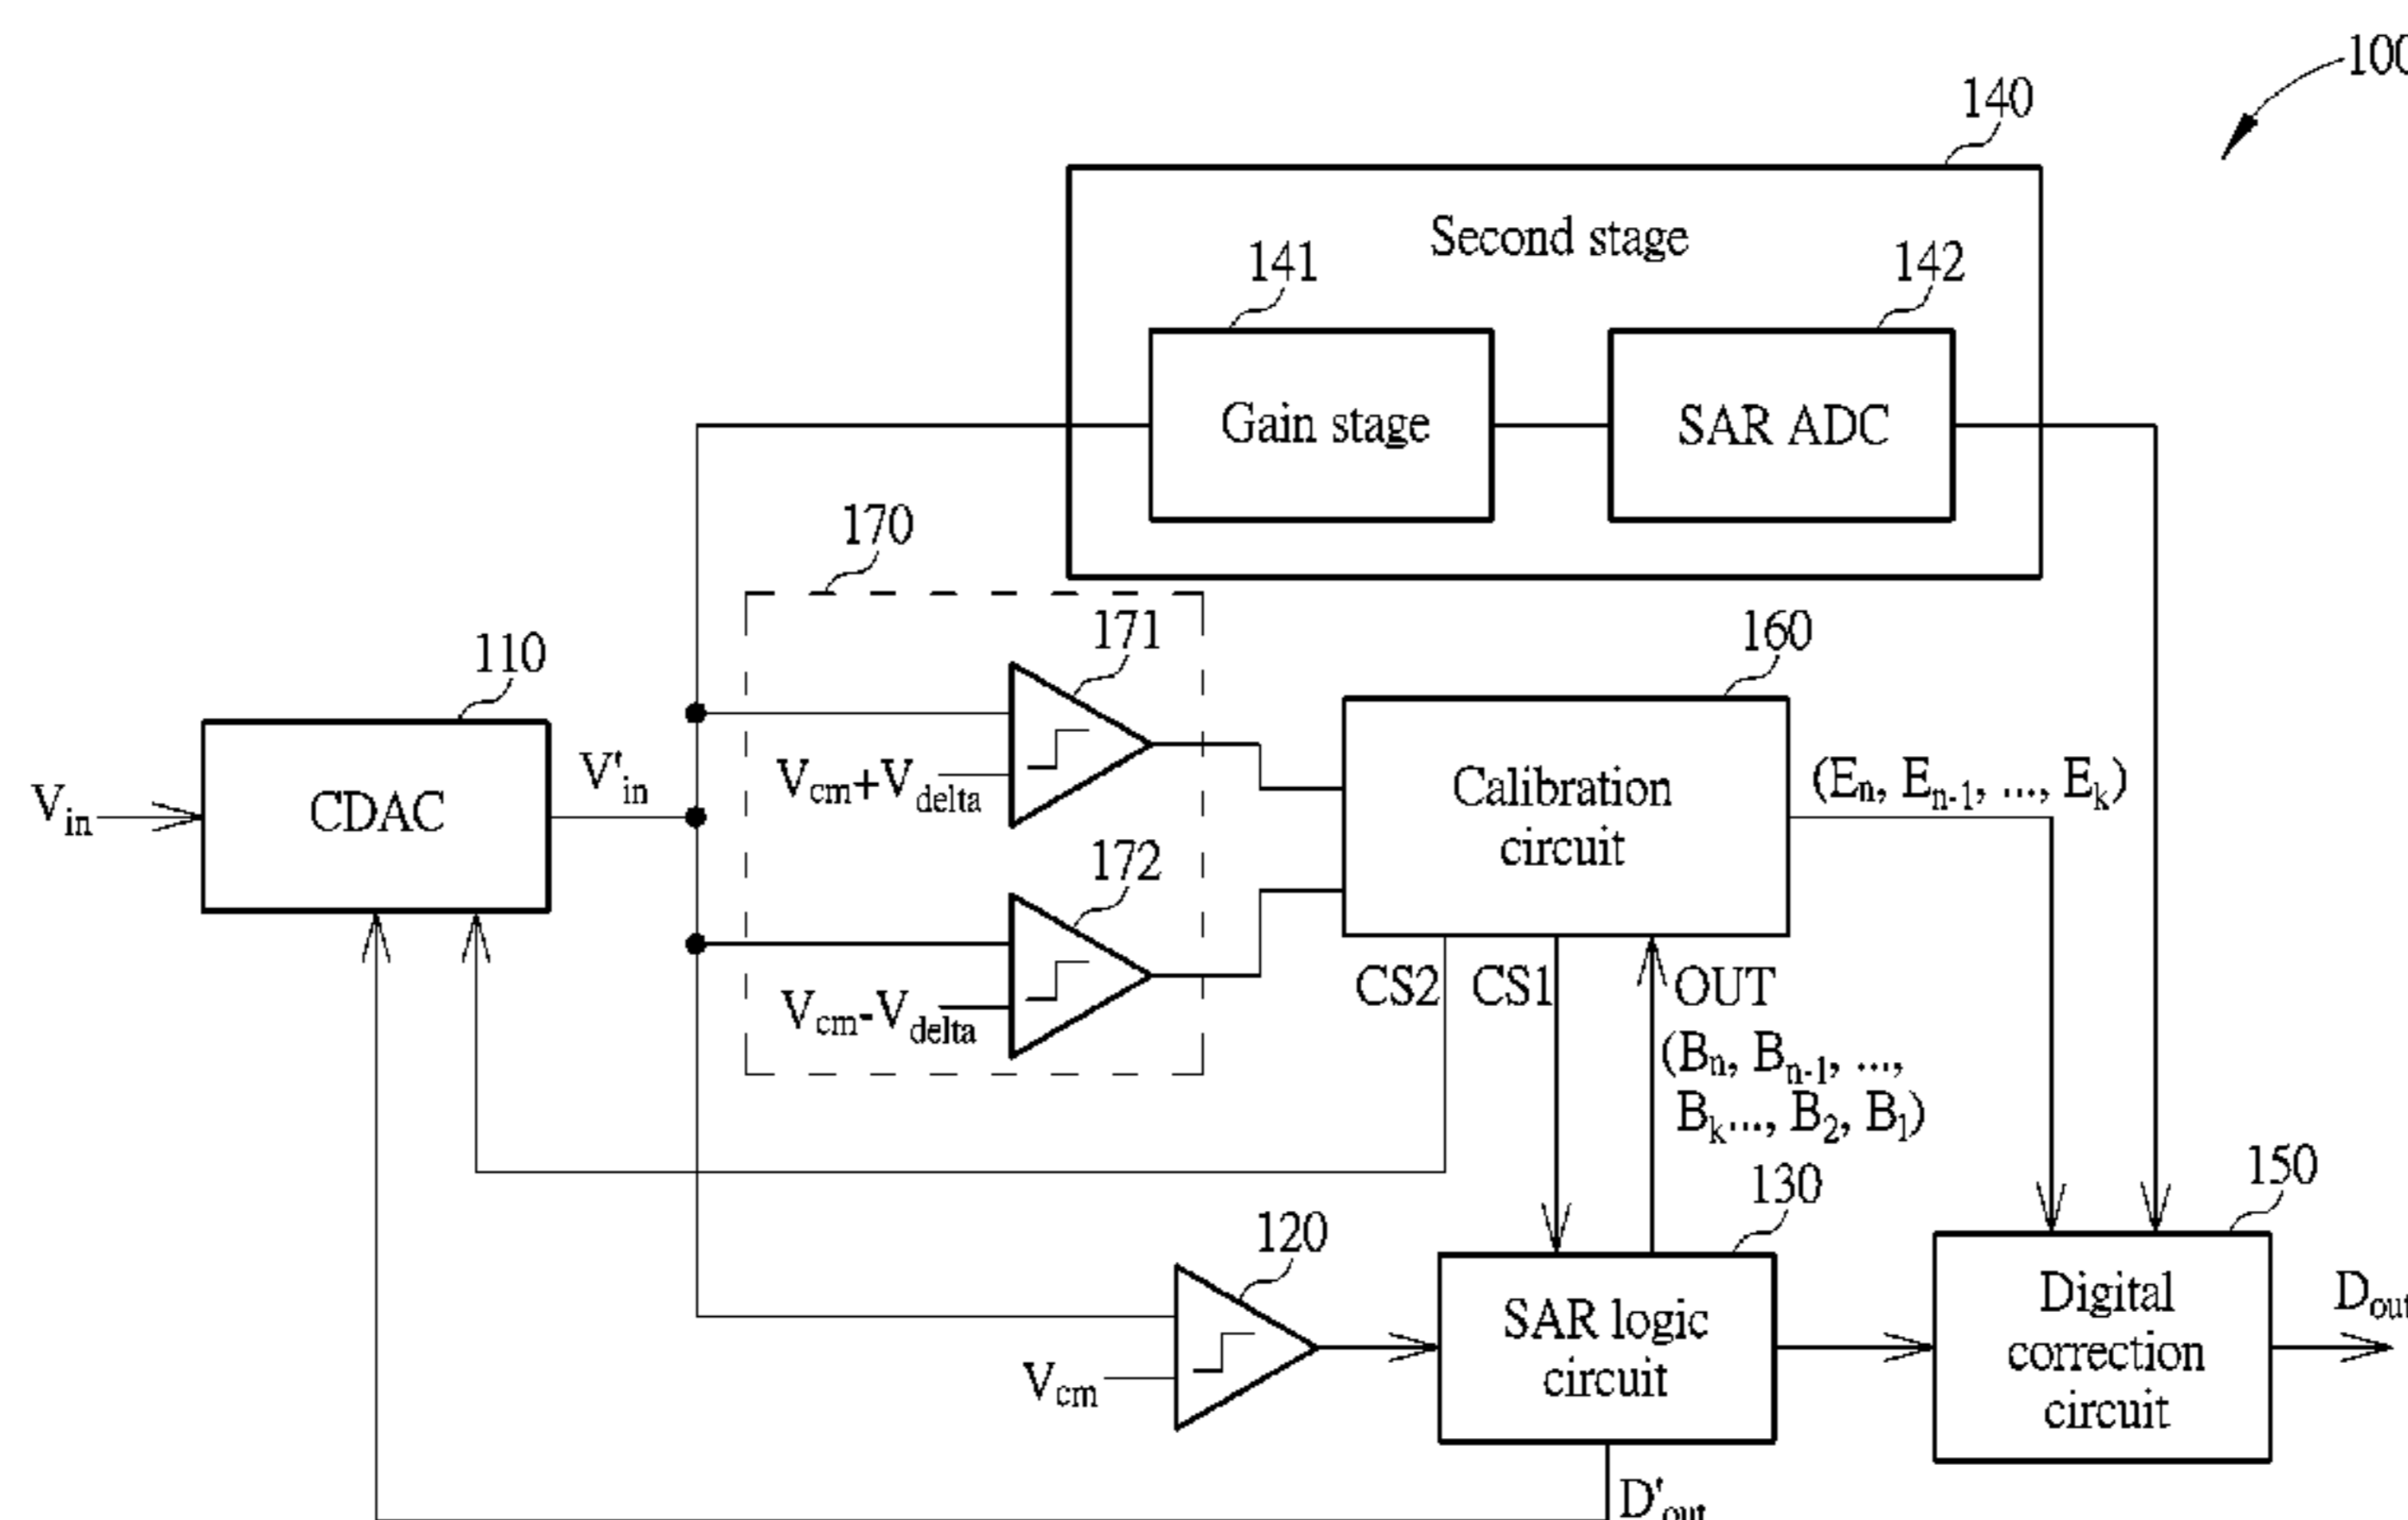 100
140
Second stage
141
142
Gain stage
SAR ADC
170
171
160
110
V'in
Vin
CDAC
Vcm+Vdelta
Calibration
circuit
(En, En-1, ..., Ek)
172
Vcm-Vdelta
CS2
CS1
OUT
(Bn, Bn-1, ...,
Bk..., B2, B1)
130
150
120
SAR logic
circuit
Vcm
Digital
correction
circuit
Dout
D'out